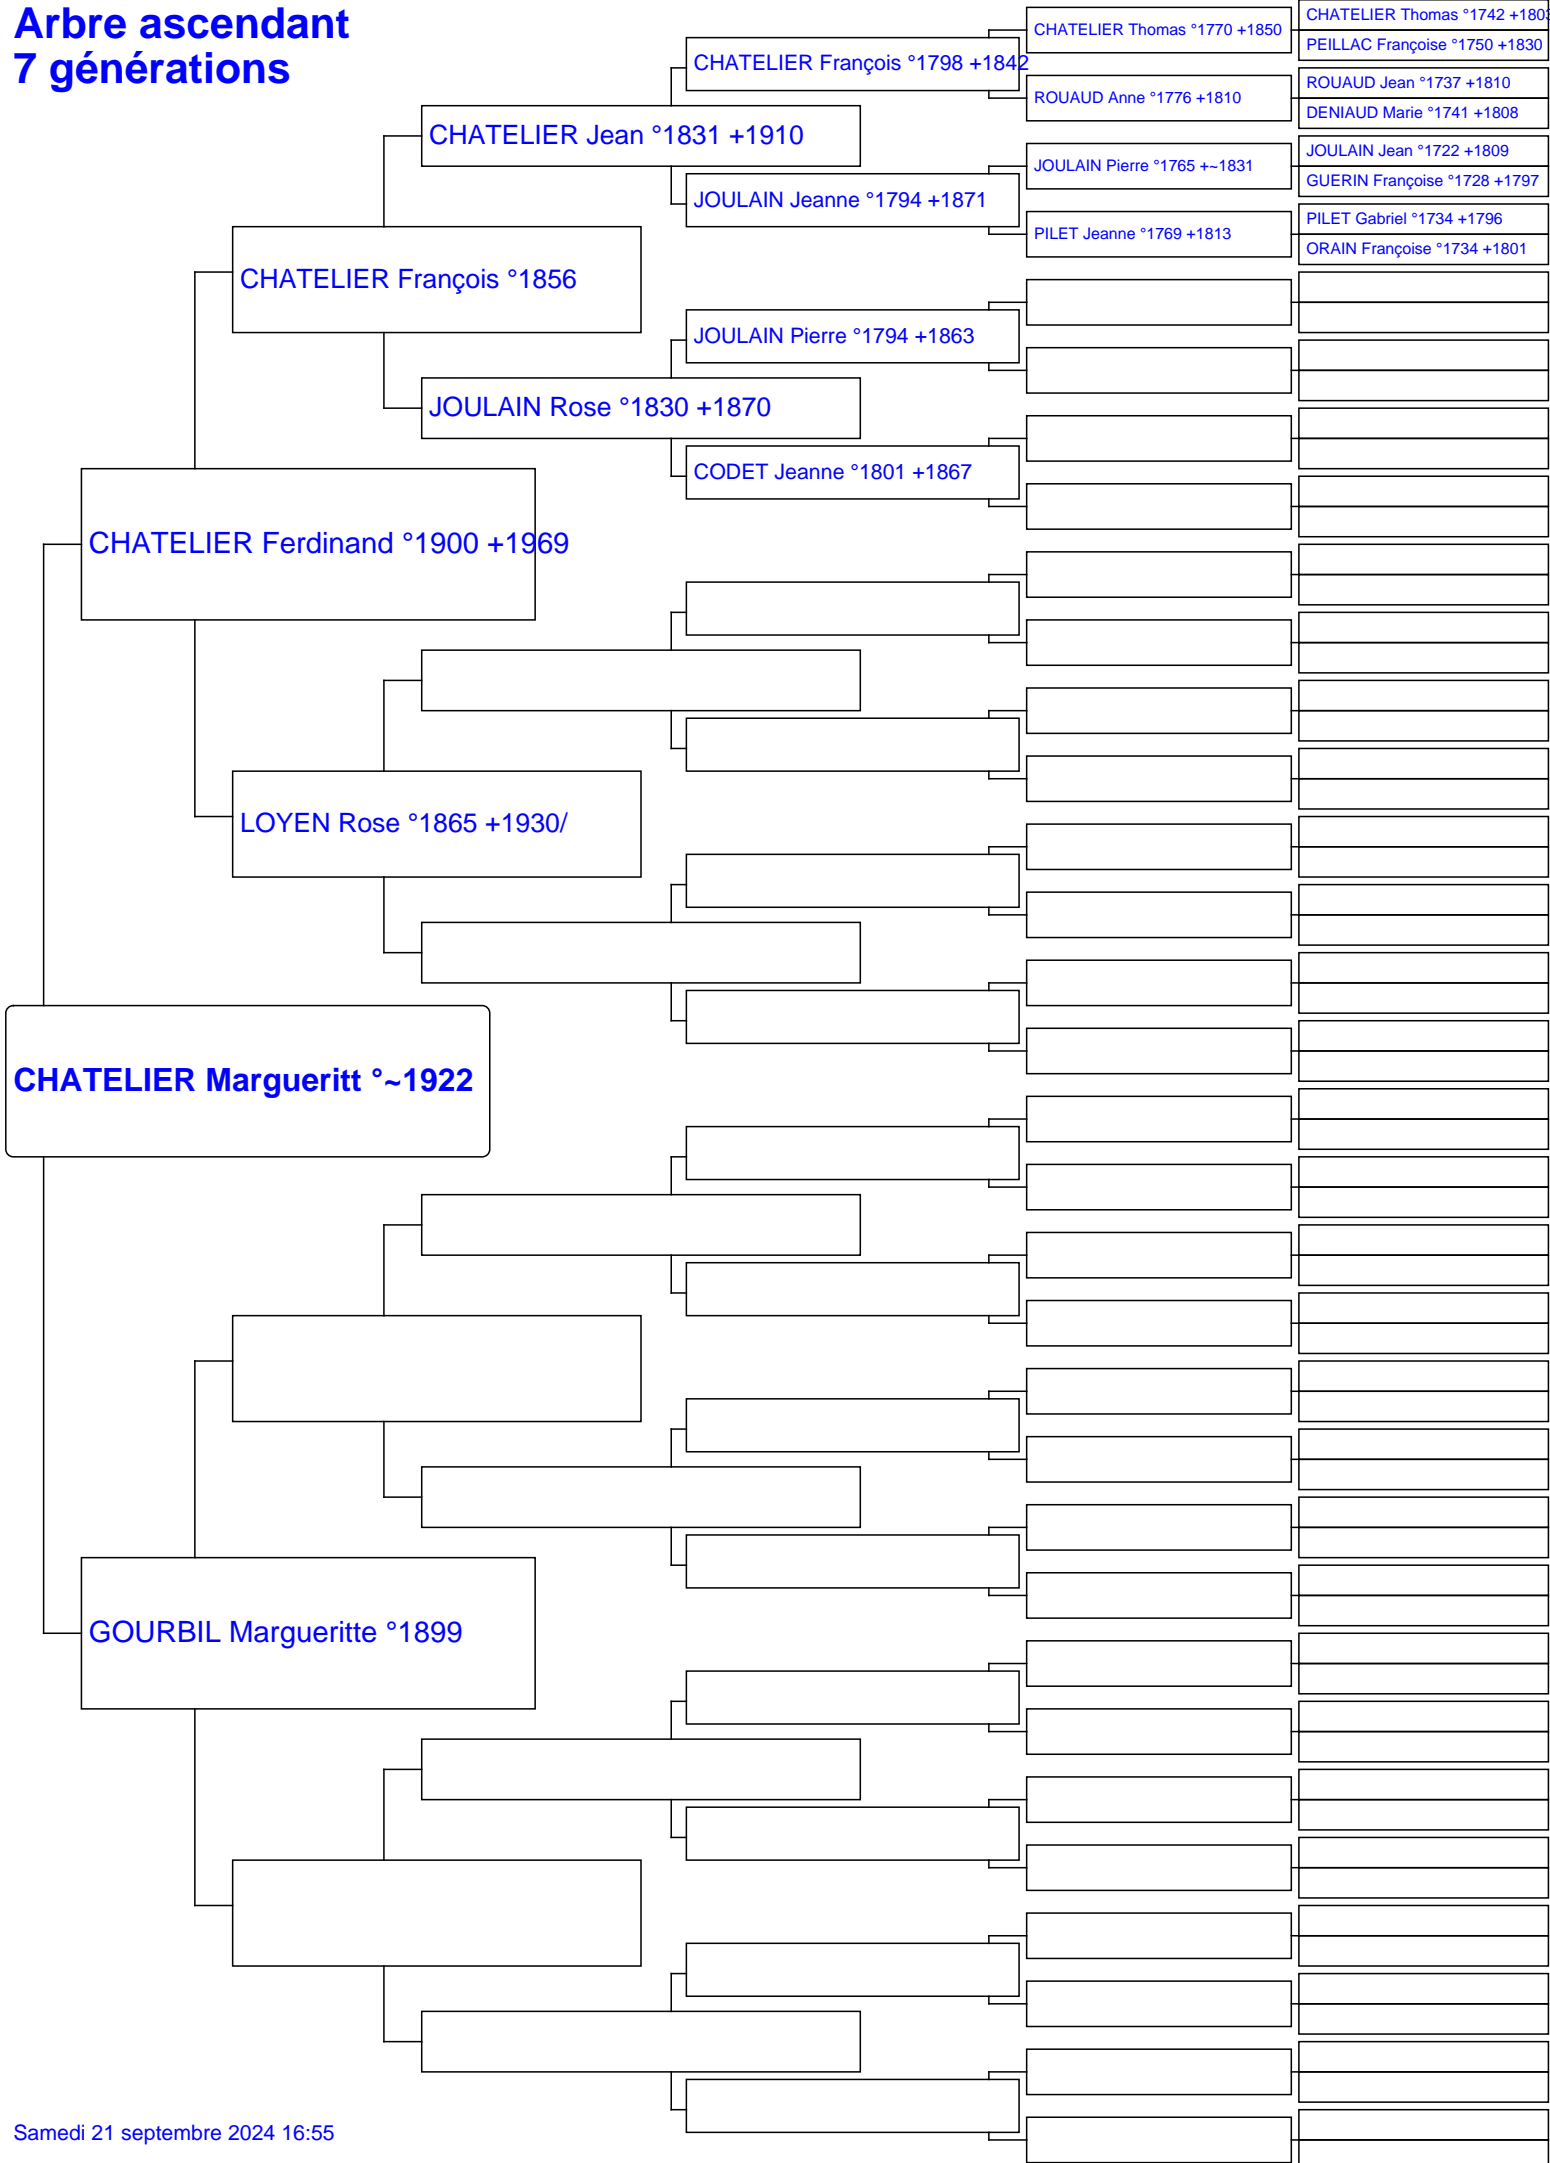 Arbre ascendant
7 générations
CHATELIER Thomas °1742 +1803
CHATELIER Thomas °1770 +1850
PEILLAC Françoise °1750 +1830
CHATELIER François °1798 +1842
ROUAUD Jean °1737 +1810
ROUAUD Anne °1776 +1810
DENIAUD Marie °1741 +1808
CHATELIER Jean °1831 +1910
JOULAIN Jean °1722 +1809
JOULAIN Pierre °1765 +~1831
GUERIN Françoise °1728 +1797
JOULAIN Jeanne °1794 +1871
PILET Gabriel °1734 +1796
PILET Jeanne °1769 +1813
ORAIN Françoise °1734 +1801
CHATELIER François °1856
JOULAIN Pierre °1794 +1863
JOULAIN Rose °1830 +1870
CODET Jeanne °1801 +1867
CHATELIER Ferdinand °1900 +1969
LOYEN Rose °1865 +1930/
CHATELIER Margueritt °~1922
GOURBIL Margueritte °1899
Samedi 21 septembre 2024 16:55